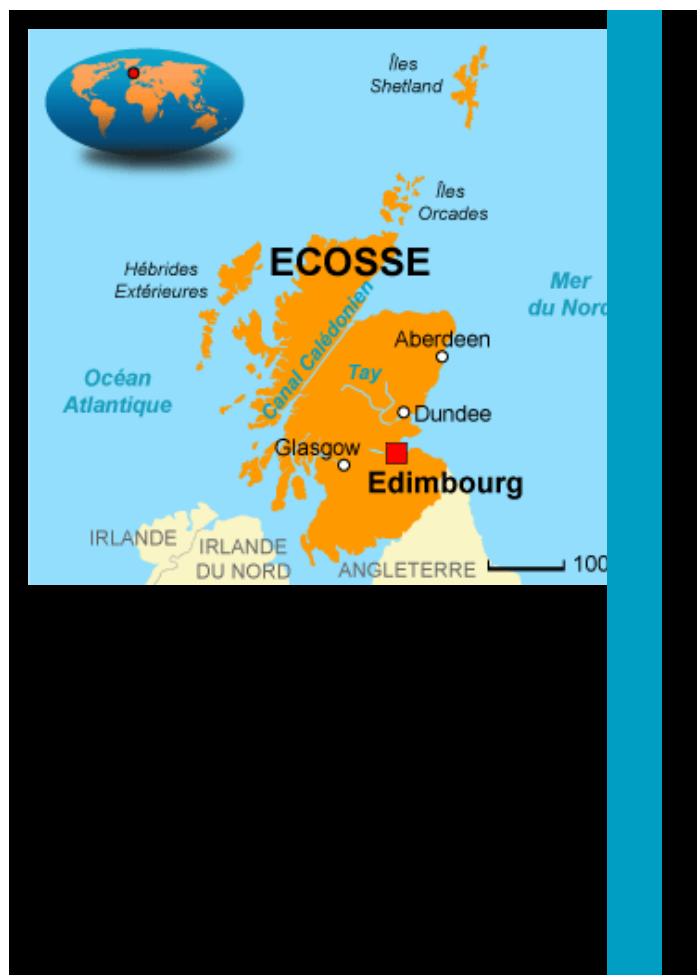 Îles
Shetland
Îles
Orcades
ECOSSE
Hébrides
Extérieures
Mer
du Nord
Canal Calédonien
Aberdeen
Tay
Océan
Atlantique
Dundee
Glasgow
Edimbourg
IRLANDE
IRLANDE
DU NORD
ANGLETERRE
100